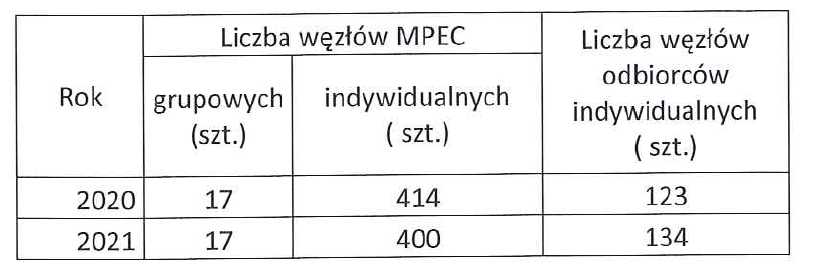 Rok
Liczba węzłów MPEC
grupowych
(szt.)
indywidualnych
( szt.)
Liczba węzłów
odbiorców
indywidualnych
( szt.)
2020 17 414 123
2021 17 400 134